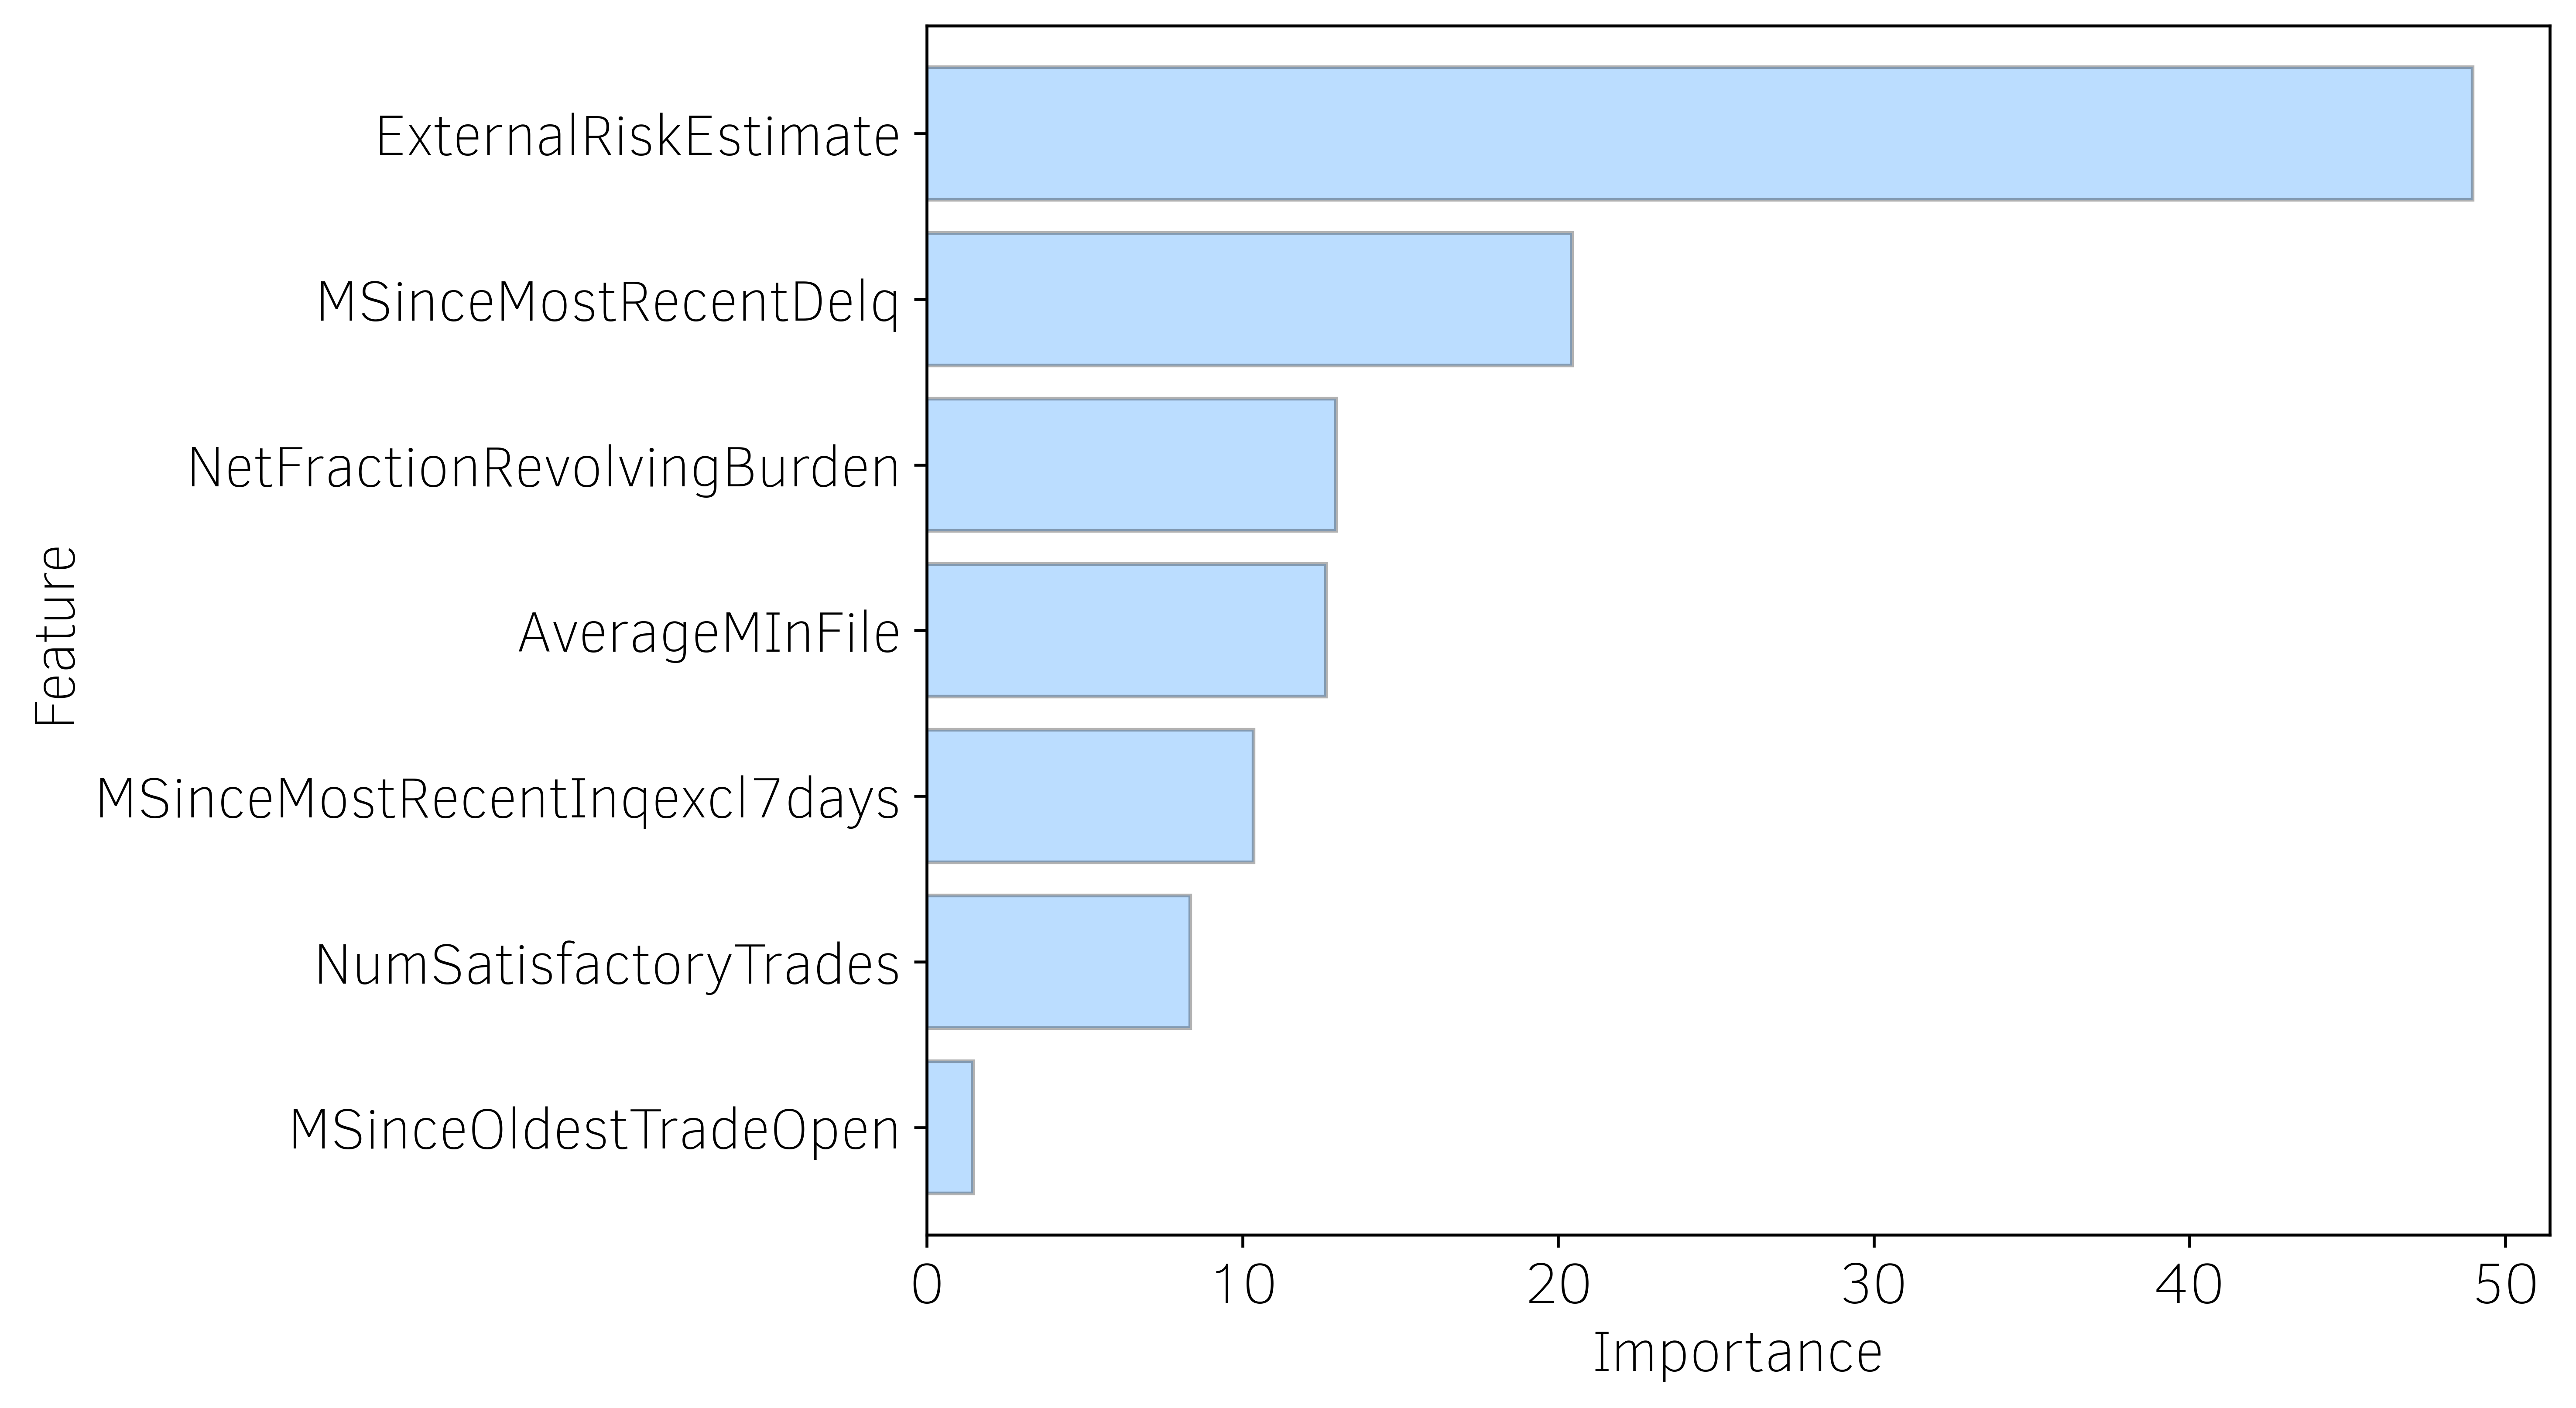 ExternalRiskEstimate
MSinceMostRecentDelq
NetFractionRevolvingBurden
AverageMInFile
MSinceMostRecentInqexcl7days
NumSatisfactoryTrades
MSinceOldestTradeOpen
Feature
0 10 20 30 40 50
Importance